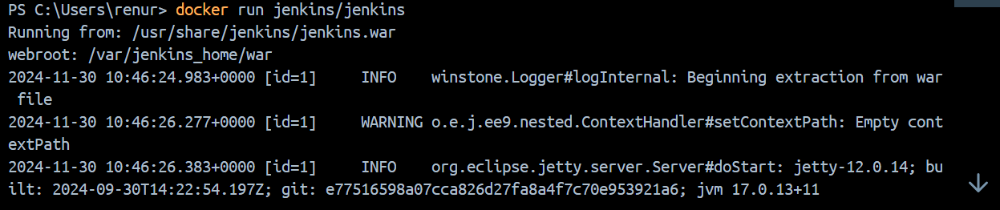 PS C:\Users\renur> docker run jenkins/jenkins
Running from: /usr/share/jenkins/jenkins.war
webroot: /var/jenkins_home/war
2024-11-30 10:46:24.983+0000 [id=1]     INFO    winstone.Logger#logInternal: Beginning extraction from war
 file
2024-11-30 10:46:26.277+0000 [id=1]     WARNING o.e.j.ee9.nested.ContextHandler#setContextPath: Empty cont
extPath
2024-11-30 10:46:26.383+0000 [id=1]     INFO    org.eclipse.jetty.server.Server#doStart: jetty-12.0.14; bu
ilt: 2024-09-30T14:22:54.197Z; git: e77516598a07cca826d27fa8a4f7c70e953921a6; jvm 17.0.13+11